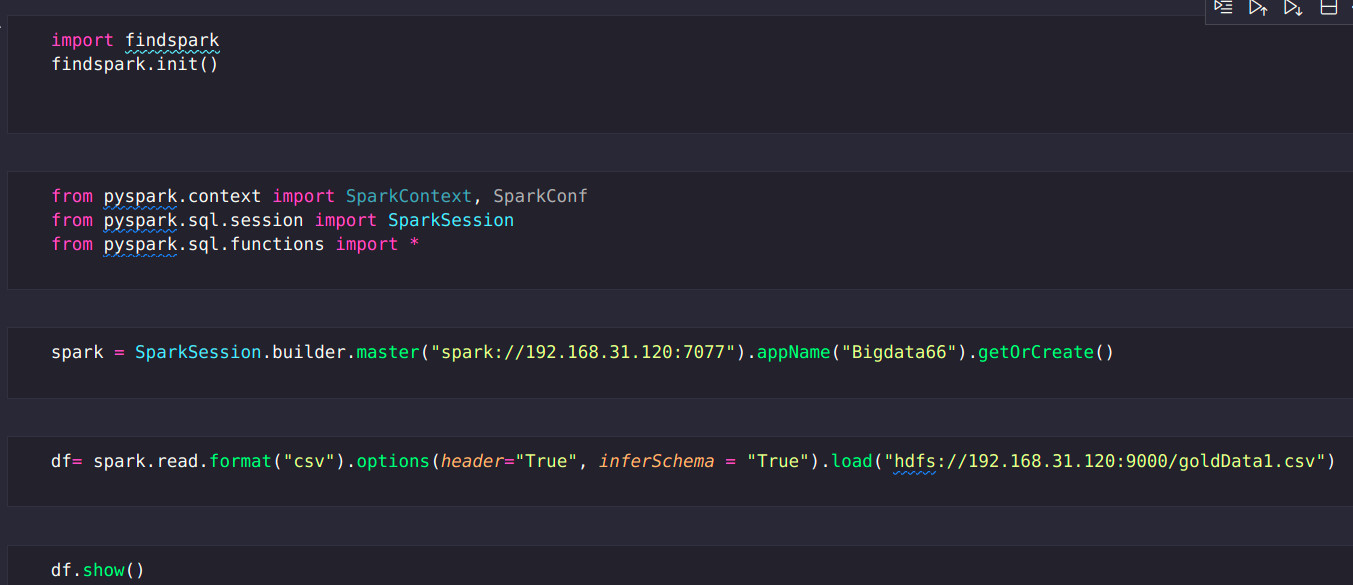 import findspark
findspark.init()
from pyspark.context import SparkContext, SparkConf
from pyspark.sql.session import SparkSession
from pyspark.sql.functions import *
spark = SparkSession.builder.master("spark://192.168.31.120:7077").appName("Bigdata66").getOrCreate()
df= spark.read.format("csv").options(header="True", inferSchema = "True").load("hdfs://192.168.31.120:9000/goldData1.csv")
df.show()